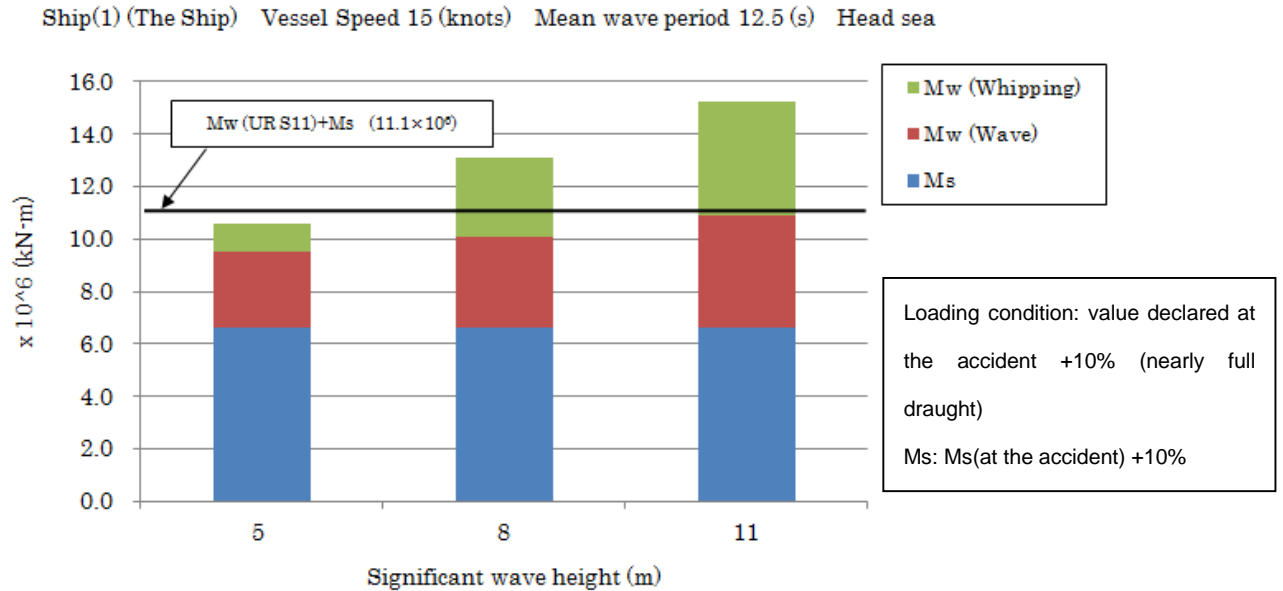 Ship(1) (The Ship) Vessel Speed 15 (knots) Mean wave period 12.5 (s) Head sea
16.0
14.0
12.0
10.0
8.0
6.0
4.0
2.0
0.0
x 10^6 (kN-m)
Mw (UR S11)+Ms (11.1×10⁶)
5
8
11
Significant wave height (m)
Mw (Whipping)
Mw (Wave)
Ms
Loading condition: value declared at
the accident +10% (nearly full
draught)
Ms: Ms(at the accident) +10%